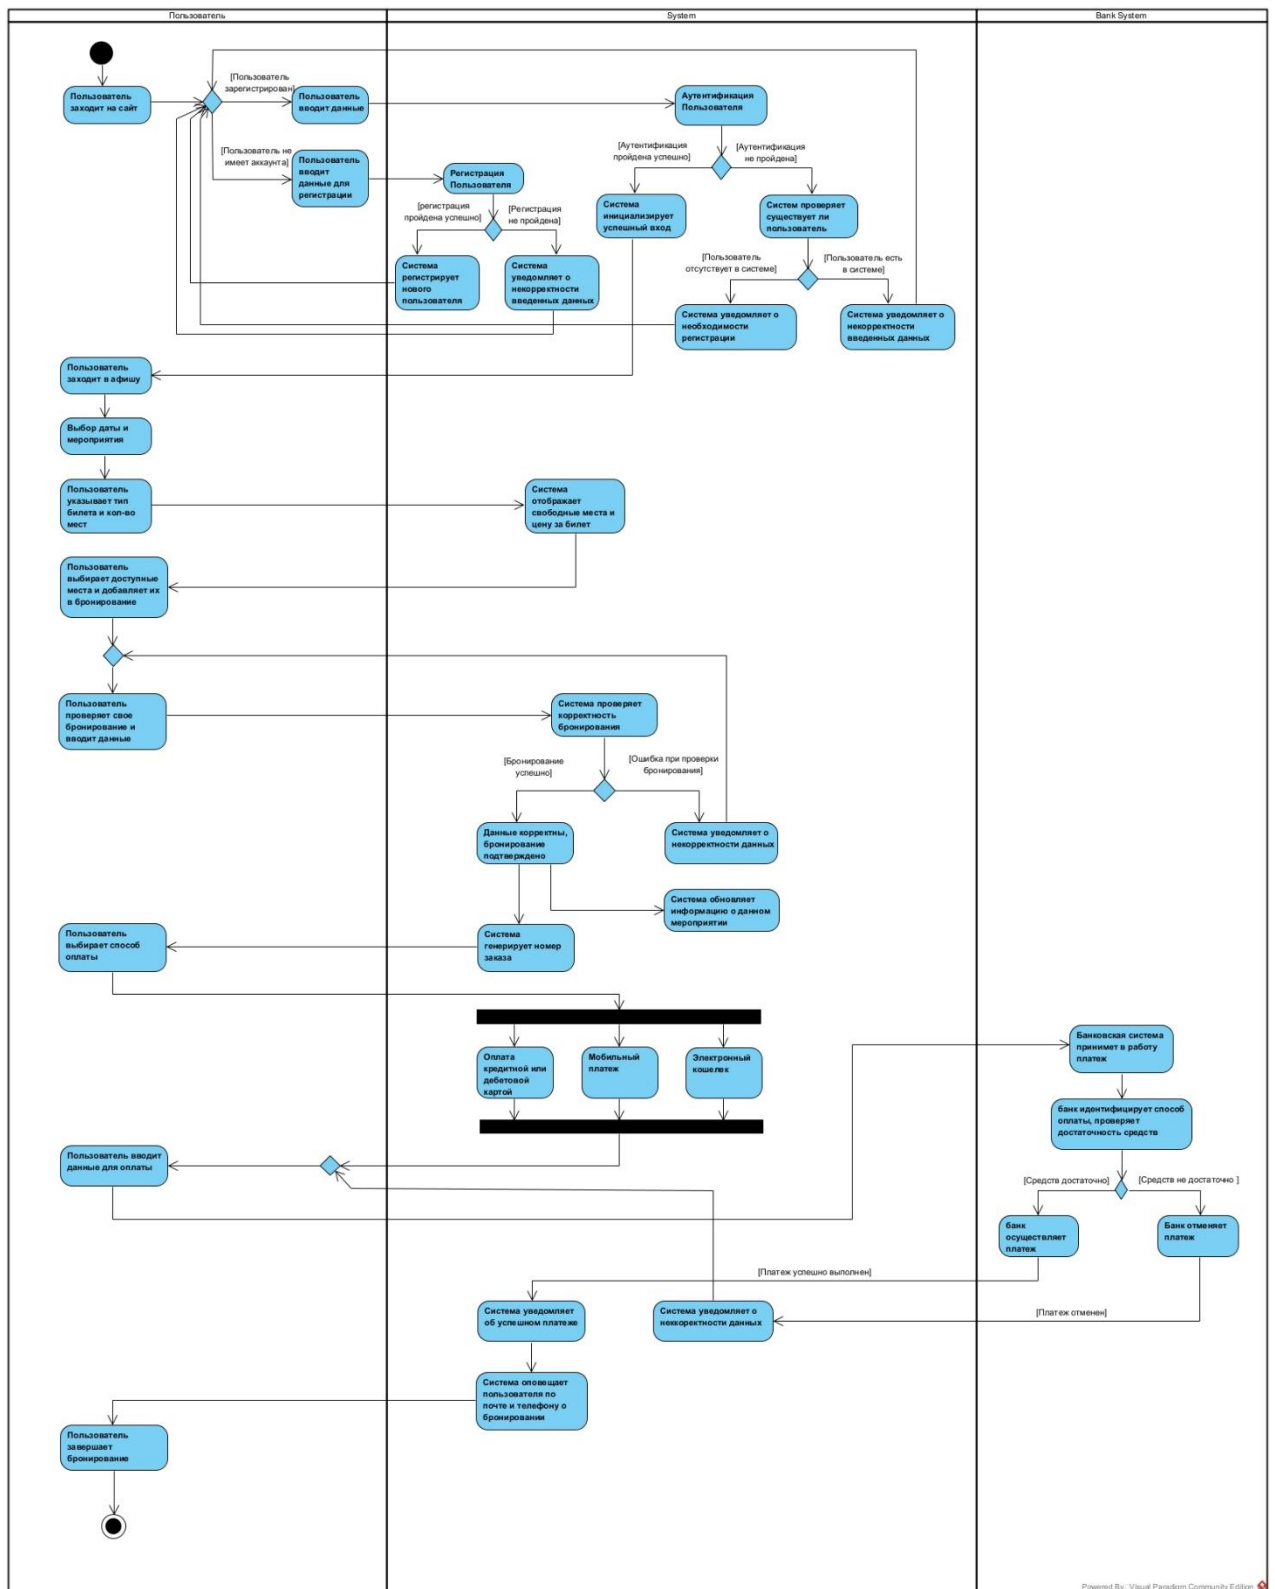 Пользователь
System
Bank System
Пользователь
заходит на сайт
[Пользователь
зарегистрирован]
Пользователь
вводит данные
Аутентификация
Пользователя
[Пользователь не
имеет аккаунта]
Пользователь
вводит
данные для
регистрации
Регистрация
Пользователя
[Аутентификация
пройдена успешно]
[Аутентификация
не пройдена]
[регистрация
пройдена успешно]
[Регистрация
не пройдена]
Система
инициализирует
успешный вход
Систем проверяет
существует ли
пользователь
Система
регистрирует
нового
пользователя
Система
уведомляет о
некорректности
введенных данных
[Пользователь
отсутствует в системе]
[Пользователь есть
в системе]
Система уведомляет о
необходимости
регистрации
Система уведомляет о
некорректности
введенных данных
Пользователь
заходит в афишу
Выбор даты и
мероприятия
Пользователь
указывает тип
билета и кол-во
мест
Система
отображает
свободные места и
цену за билет
Пользователь
выбирает доступные
места и добавляет их
в бронирование
Пользователь
проверяет свое
бронирование и
вводит данные
Система проверяет
корректность
бронирования
[Бронирование
успешно]
[Ошибка при проверки
бронирования]
Данные корректны,
бронирование
подтверждено
Система уведомляет о
некорректности данных
Система обновляет
информацию о данном
мероприятии
Пользователь
выбирает способ
оплаты
Система
генерирует номер
заказа
Оплата
кредитной или
дебетовой
картой
Мобильный
платеж
Электронный
кошелек
Банковская система
принимет в работу
платеж
банк идентифицирует способ
оплаты, проверяет
достаточность средств
Пользователь вводит
данные для оплаты
[Средств достаточно]
[Средств не достаточно ]
банк
осуществляет
платеж
Банк отменяет
платеж
[Платеж успешно выполнен]
[Платеж отменен]
Система уведомляет
об успешном платеже
Система уведомляет о
неккоректности данных
Система оповещает
пользователя по
почте и телефону о
бронировании
Пользователь
завершает
бронирование
Powered By Visual Paradigm Community Edition